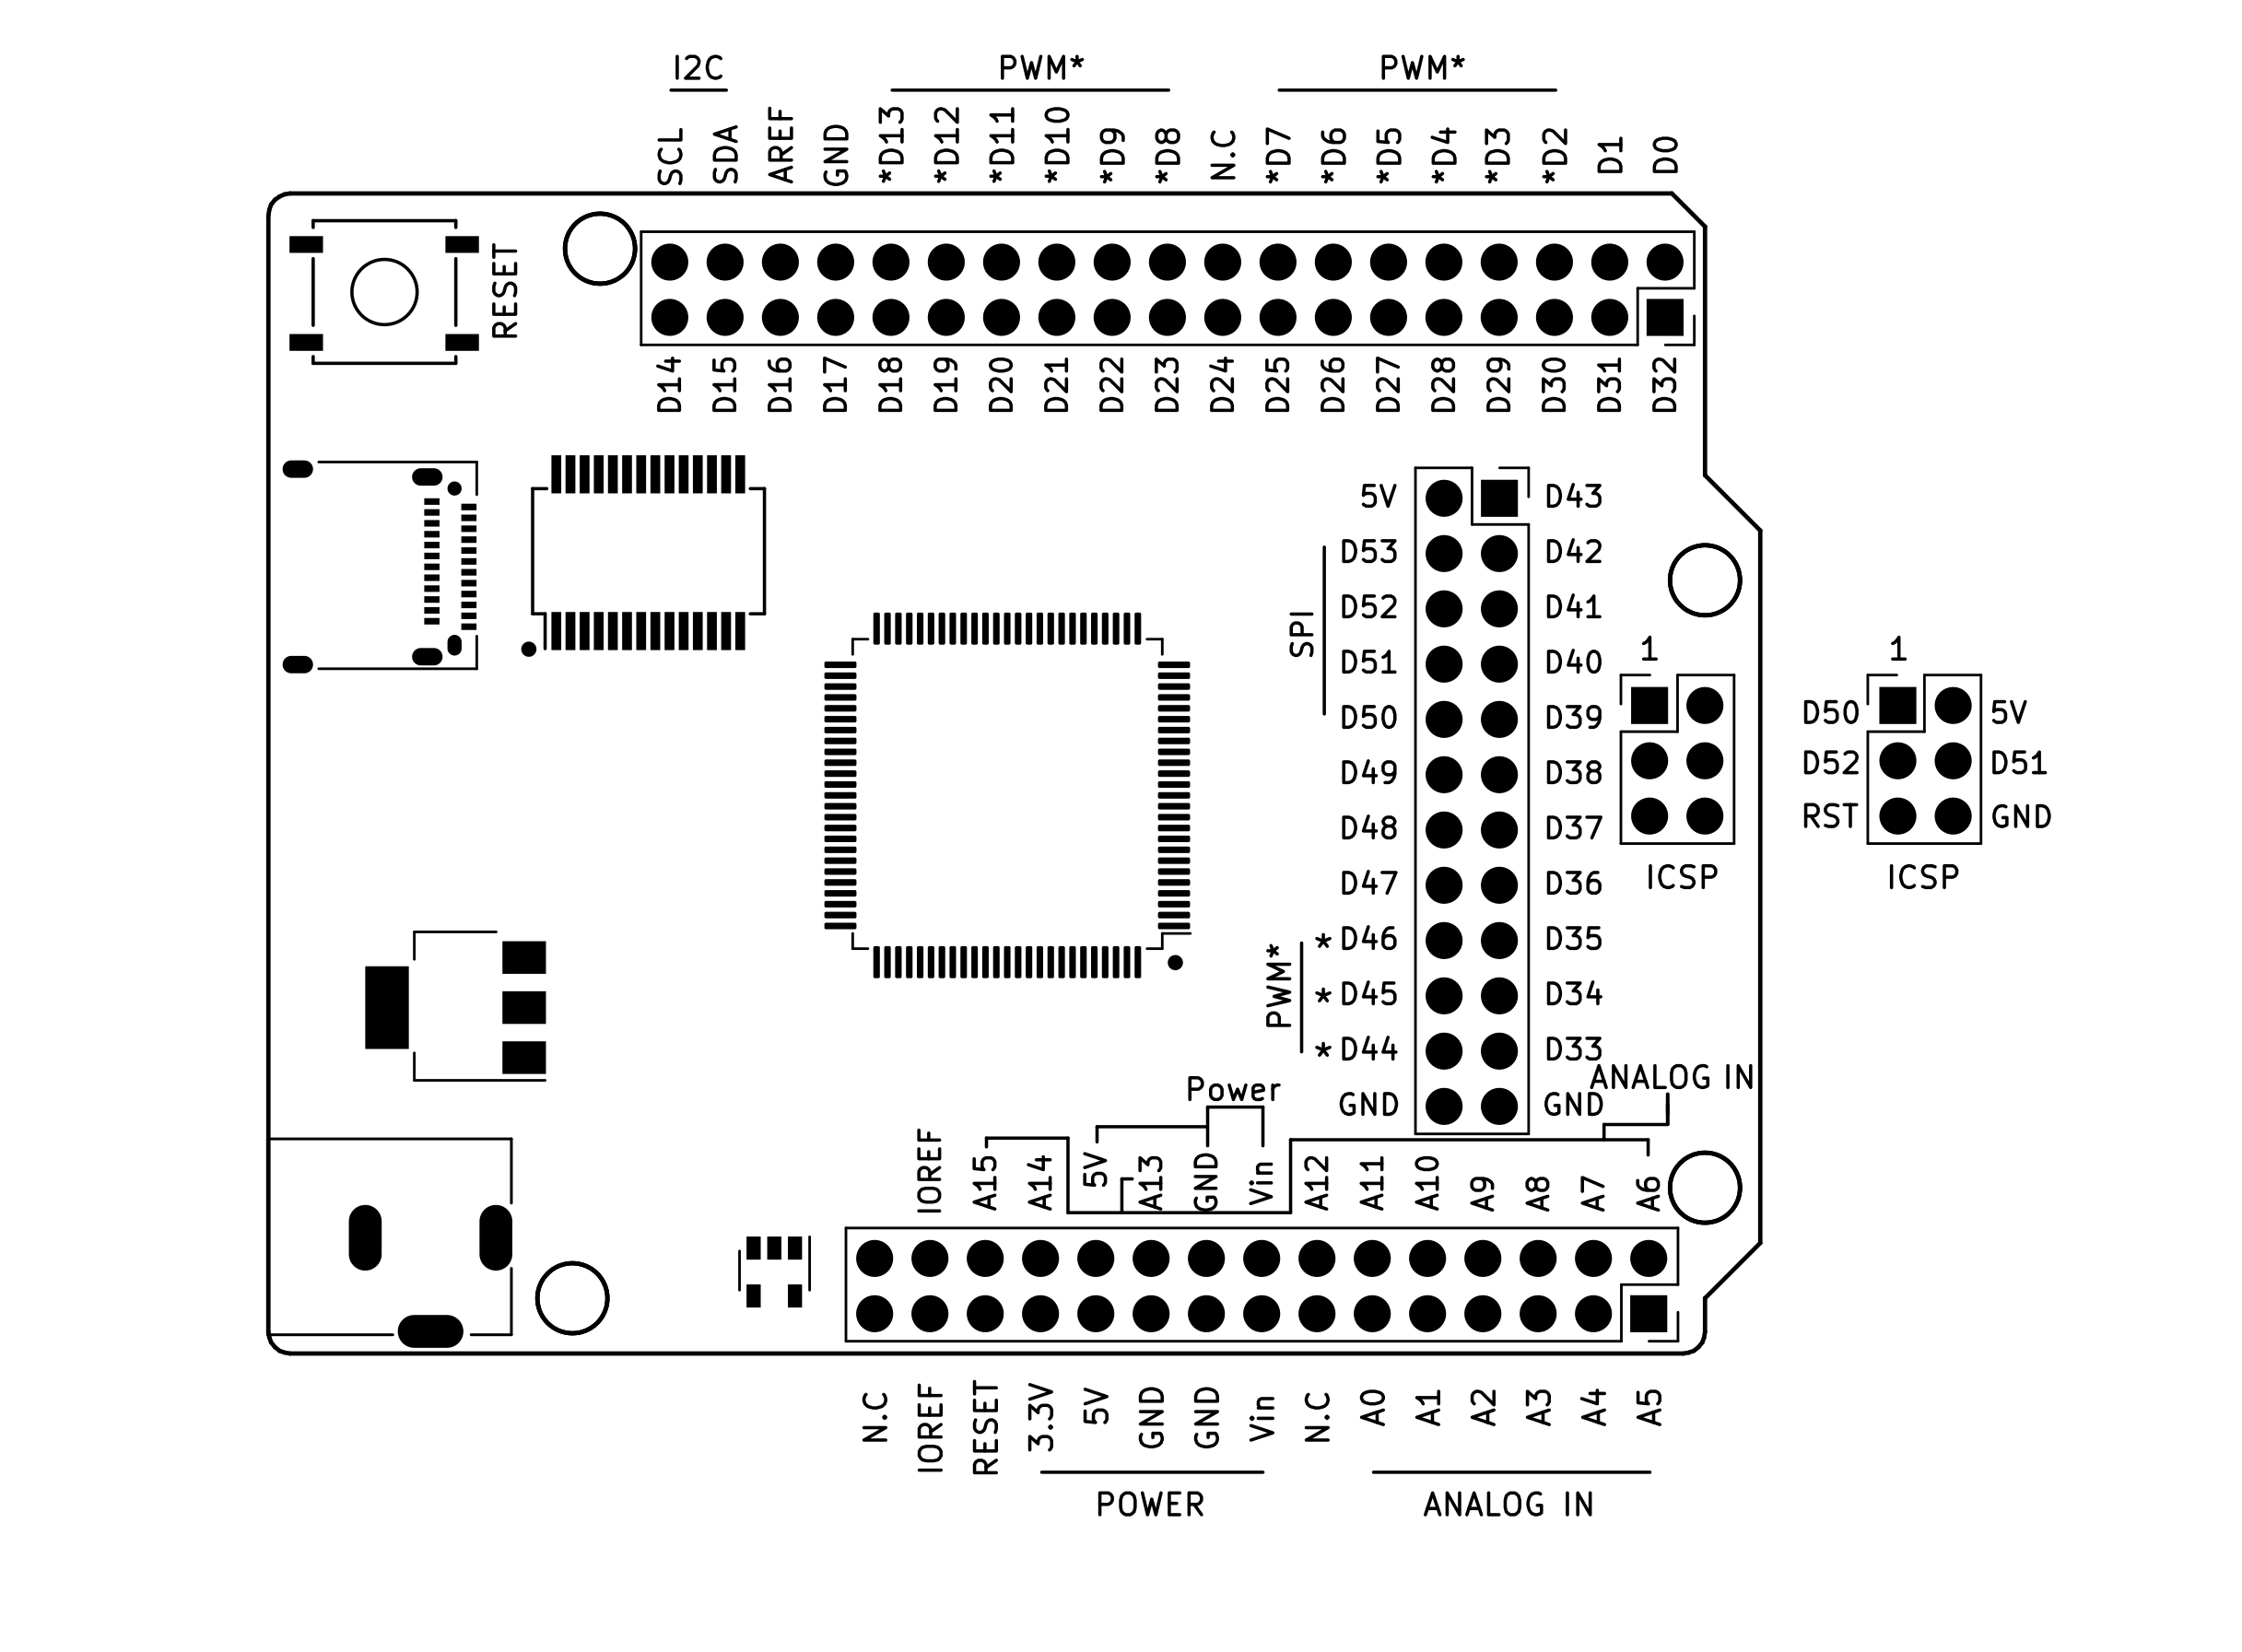 I2C
PWM*
PWM*
SCL
SDA
AREF
GND
*D13
*D12
*D11
*D10
*D9
*D8
N.C
*D7
*D6
*D5
*D4
*D3
*D2
D1
D0
RESET
D14
D15
D16
D17
D18
D19
D20
D21
D22
D23
D24
D25
D26
D27
D28
D29
D30
D31
D32
5V
D43
D53
D42
D52
D41
D51
D40
D50
D39
D49
D38
D48
D37
D47
D36
* D46
D35
* D45
D34
* D44
D33
GND
GND
SPI
PWM*
1
ICSP
1
D50
5V
D52
D51
RST
GND
ICSP
ANALOG IN
Power
IOREF
A15
A14
5V
A13
GND
Vin
A12
A11
A10
A9
A8
A7
A6
N.C
IOREF
RESET
3.3V
5V
GND
GND
Vin
N.C
A0
A1
A2
A3
A4
A5
POWER
ANALOG IN